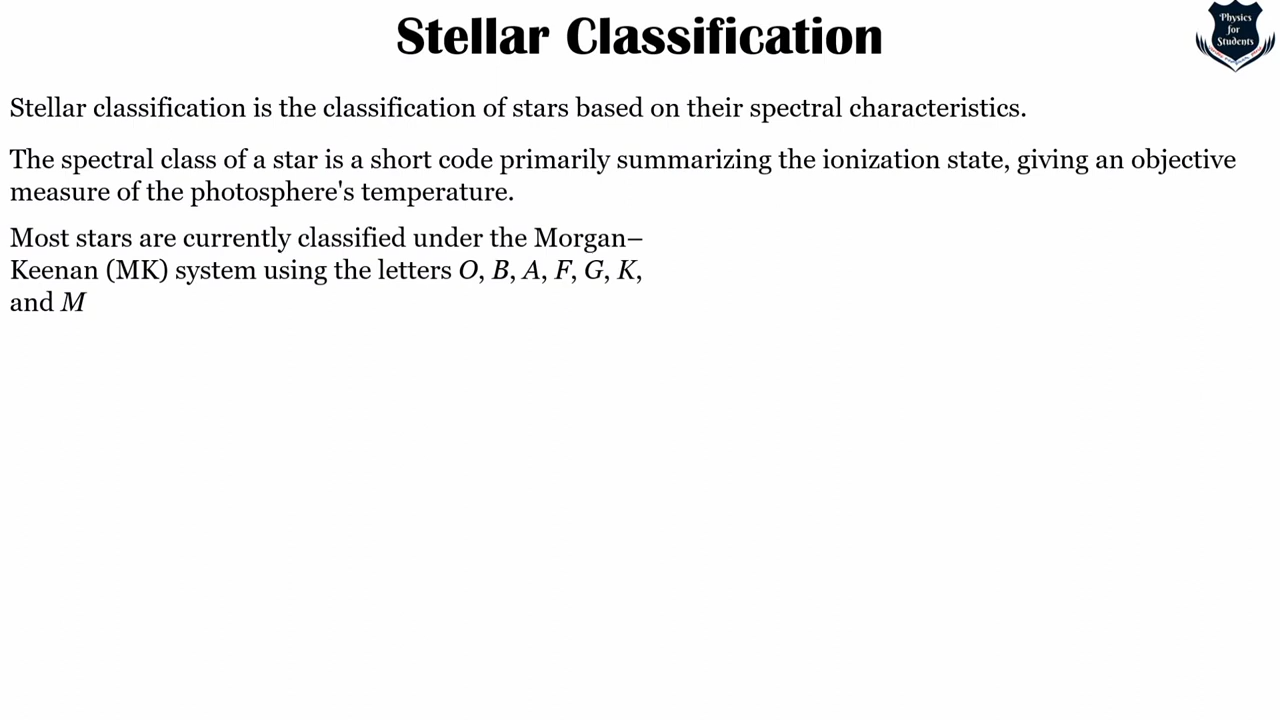 Stellar Classification
Physics
for
Students
Stellar classification is the classification of stars based on their spectral characteristics.
The spectral class of a star is a short code primarily summarizing the ionization state, giving an objective
measure of the photosphere's temperature.
Most stars are currently classified under the Morgan–
Keenan (MK) system using the letters O, B, A, F, G, K,
and M